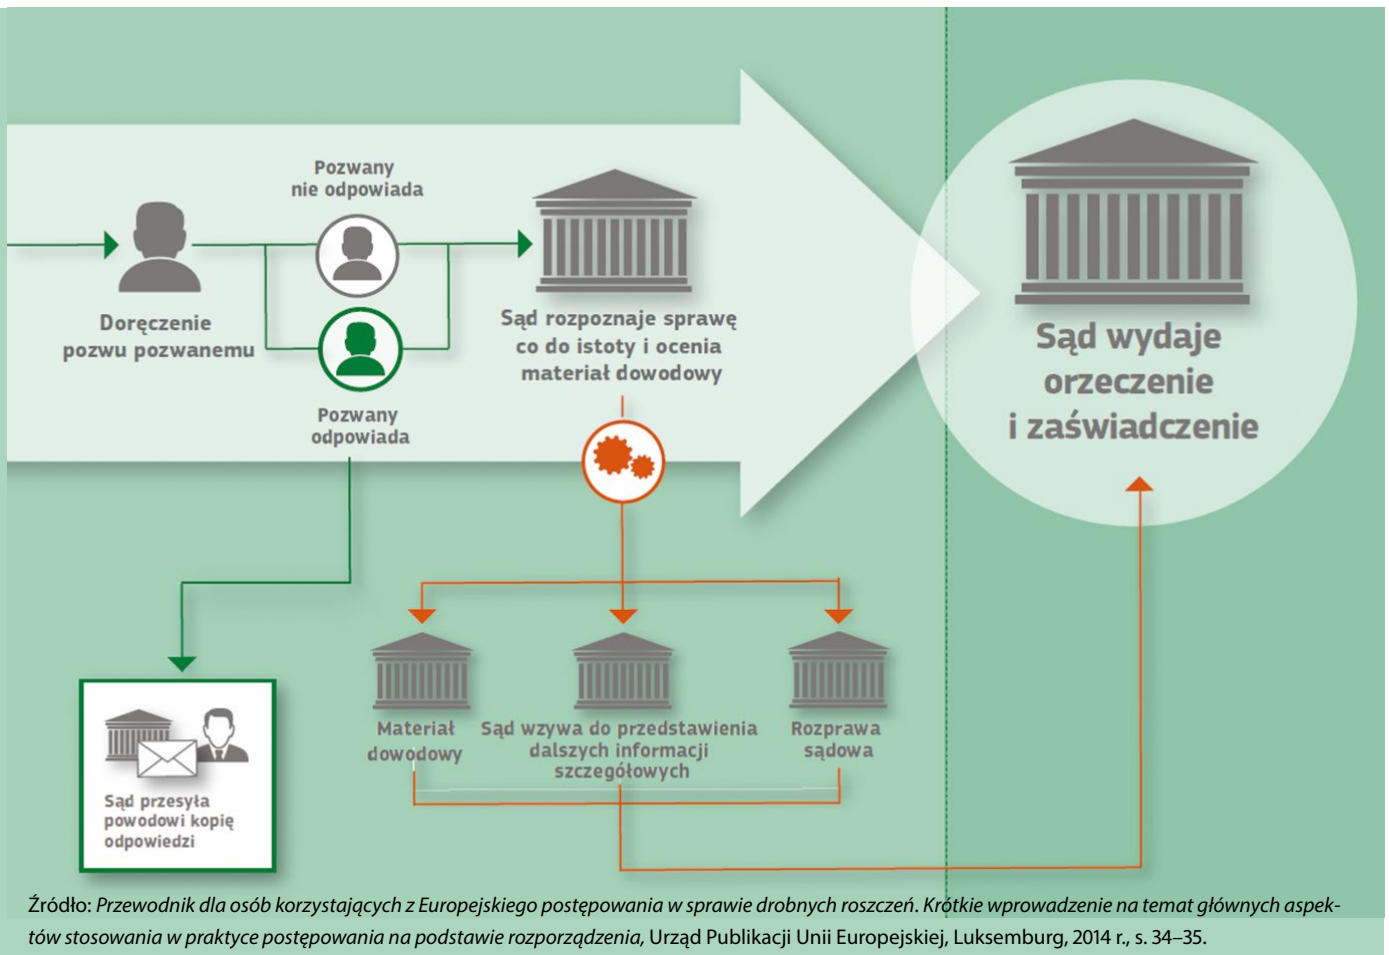 Pozwany
nie odpowiada
Doręczenie
pozwu pozwanemu
Pozwany
odpowiada
Sąd rozpoznaje sprawę
co do istoty i ocenia
materiał dowodowy
Sąd wydaje
orzeczenie
i zaświadczenie
Sąd przesyła
powodowi kopię
odpowiedzi
Materiał
dowodowy
Sąd wzywa do przedstawienia
dalszych informacji
szczegółowych
Rozprawa
sądowa
Źródło: Przewodnik dla osób korzystających z Europejskiego postępowania w sprawie drobnych roszczeń. Krótkie wprowadzenie na temat głównych aspek-
tów stosowania w praktyce postępowania na podstawie rozporządzenia, Urząd Publikacji Unii Europejskiej, Luksemburg, 2014 r., s. 34–35.